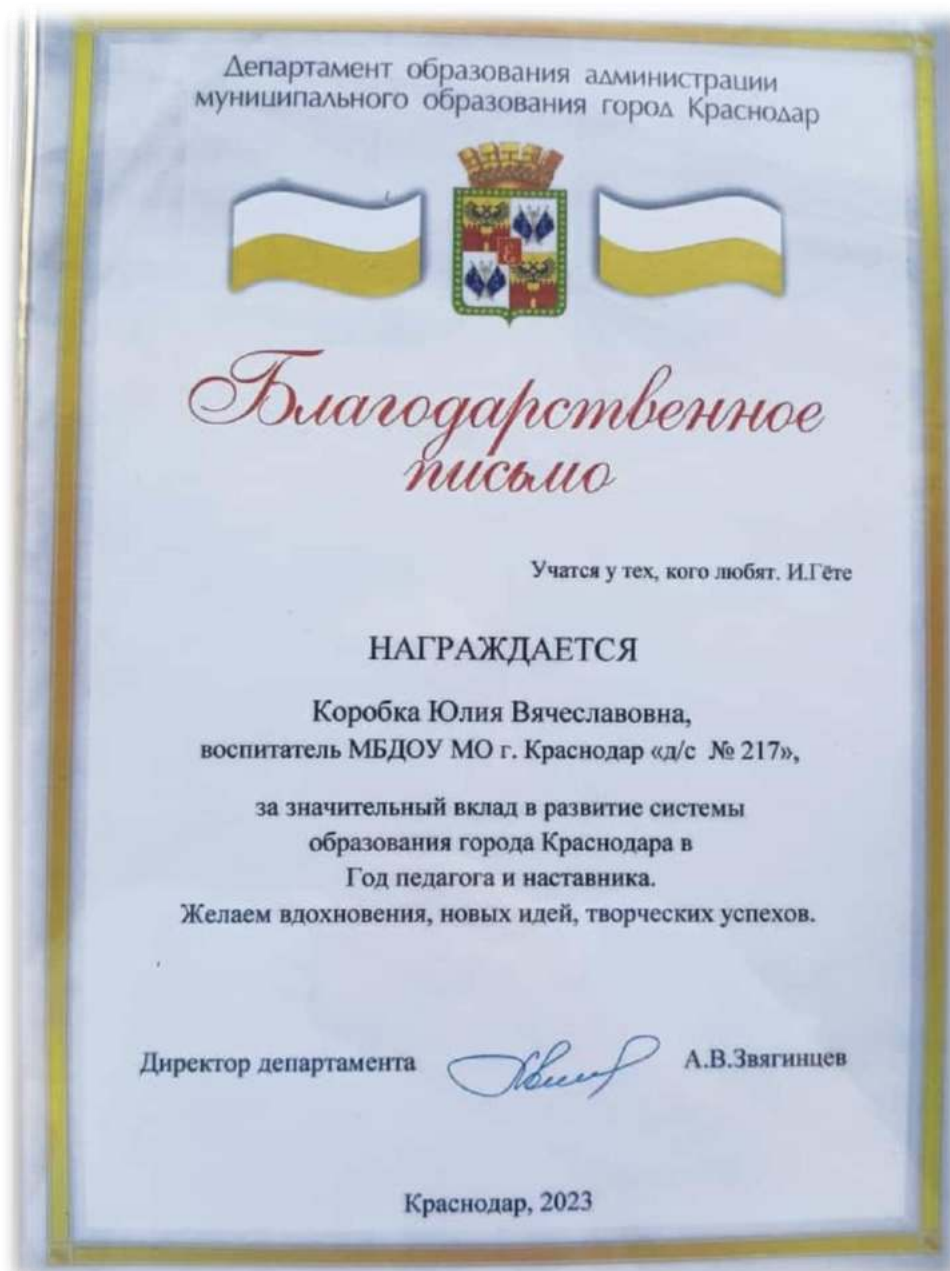 Департамент образования администрации
муниципального образования город Краснодар
Благодарственное
письмо
Учатся у тех, кого любят. И.Гёте
НАГРАЖДАЕТСЯ
Коробка Юлия Вячеславовна,
воспитатель МБДОУ МО г. Краснодар «д/с № 217»,
за значительный вклад в развитие системы
образования города Краснодара в
Год педагога и наставника.
Желаем вдохновения, новых идей, творческих успехов.
Директор департамента А.В.Звягинцев
Краснодар, 2023